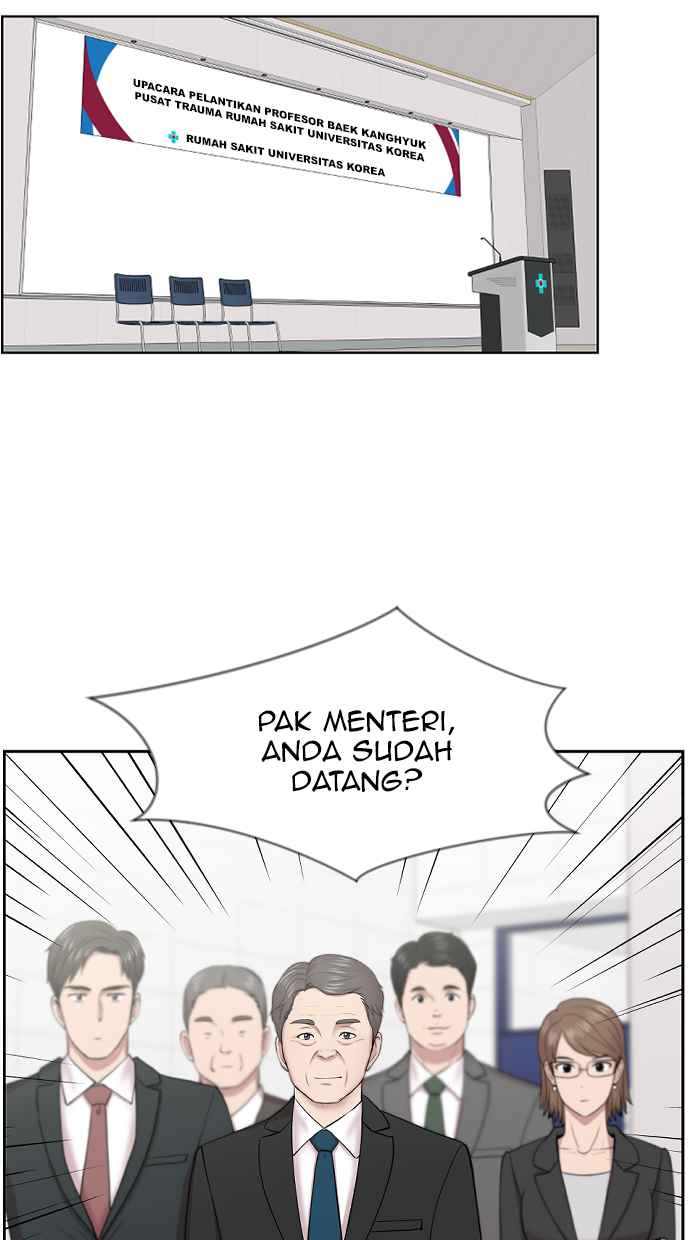 UPACARA PELANTIKAN PROFESOR BAEK KANGHYUK
PUSAT TRAUMA RUMAH SAKIT UNIVERSITAS KOREA
RUMAH SAKIT UNIVERSITAS KOREA
PAK MENTERI,
ANDA SUDAH
DATANG?